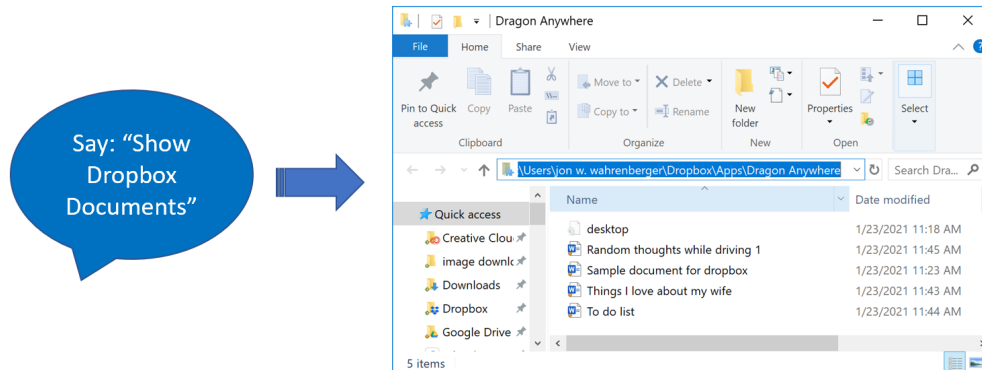 Say: “Show
Dropbox
Documents”
Dragon Anywhere
File Home Share View
Pin to Quick
access
Copy
Paste
Move to
Copy to
Delete
Rename
New
folder
Properties
Select
Clipboard Organize New Open
\Users\jon w. wahrenberger\Dropbox\Apps\Dragon Anywhere
Search Dra...
Name Date modified
Quick access
Creative Clou
image downlo
Downloads
Dropbox
Google Drive
desktop 1/23/2021 11:18 AM
Random thoughts while driving 1 1/23/2021 11:45 AM
Sample document for dropbox 1/23/2021 11:23 AM
Things I love about my wife 1/23/2021 11:43 AM
To do list 1/23/2021 11:44 AM
5 items